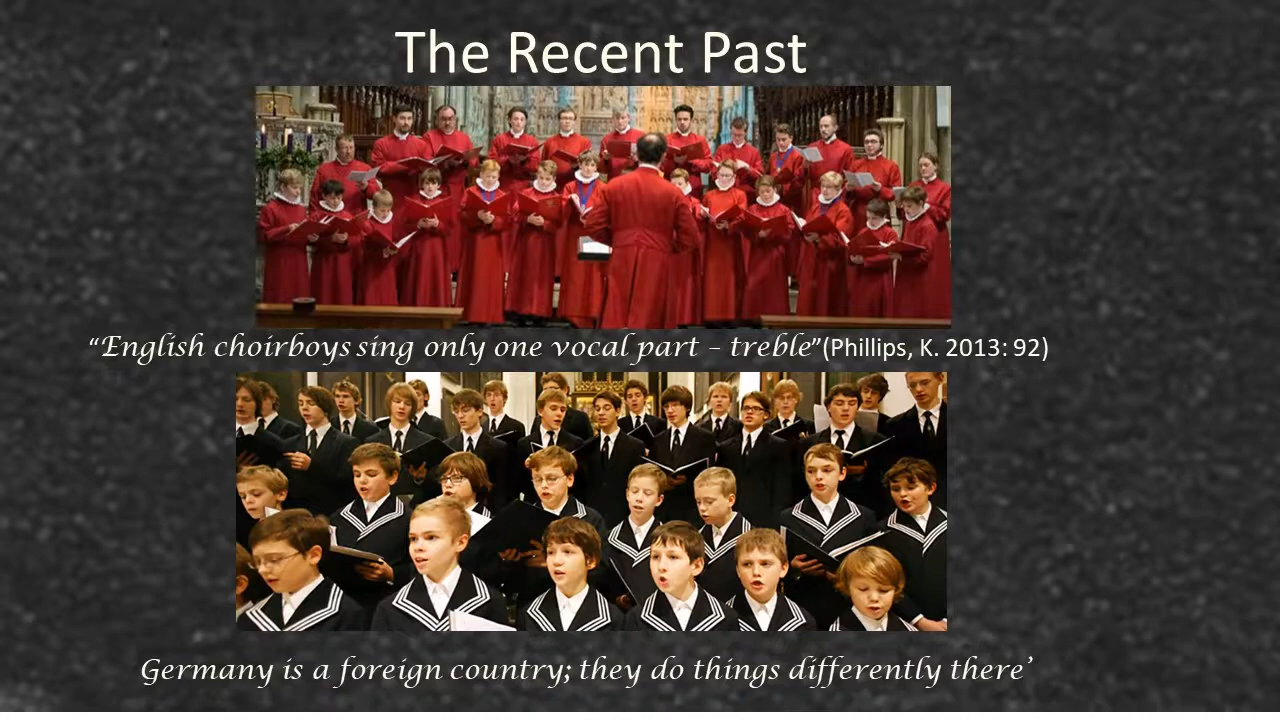 The Recent Past
“English choirboys sing only one vocal part – treble”(Phillips, K. 2013: 92)
Germany is a foreign country; they do things differently there’